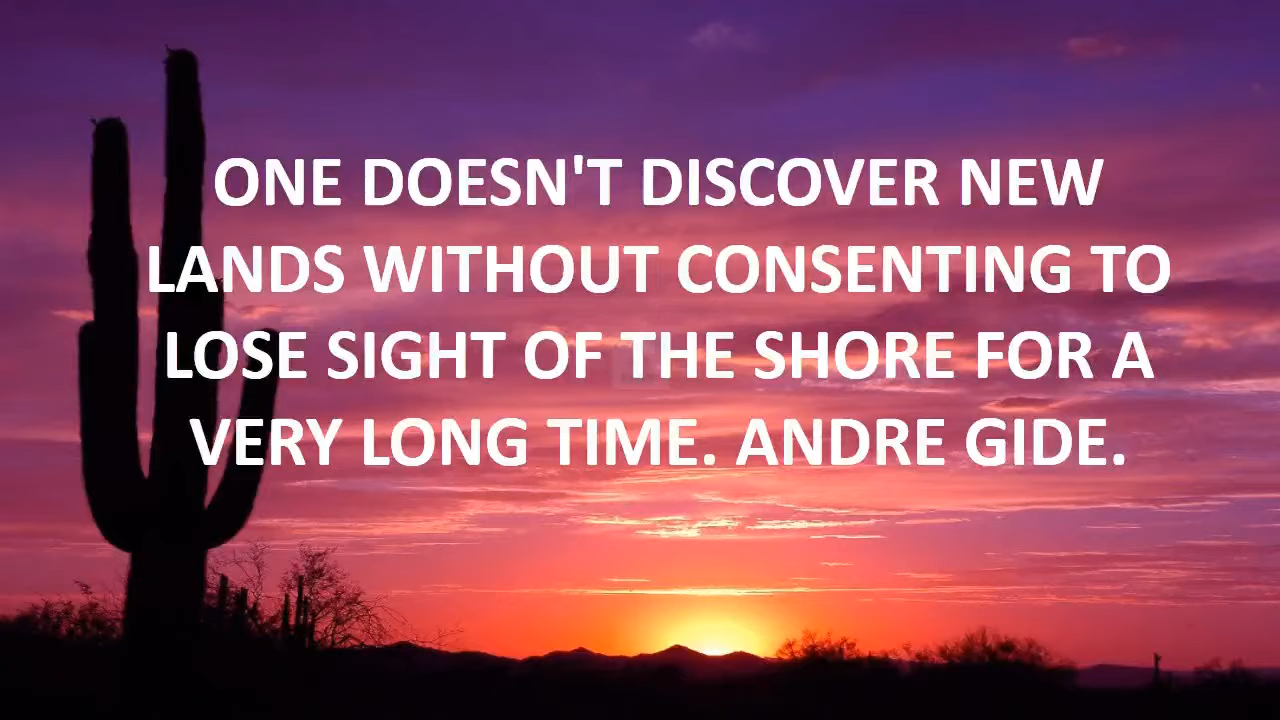 ONE DOESN'T DISCOVER NEW
LANDS WITHOUT CONSENTING TO
LOSE SIGHT OF THE SHORE FOR A
VERY LONG TIME. ANDRE GIDE.